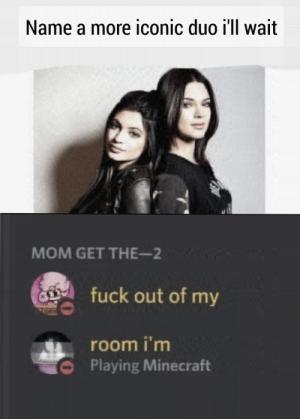 Name a more iconic duo i'll wait
MOM GET THE—2
fuck out of my
room i'm
Playing Minecraft